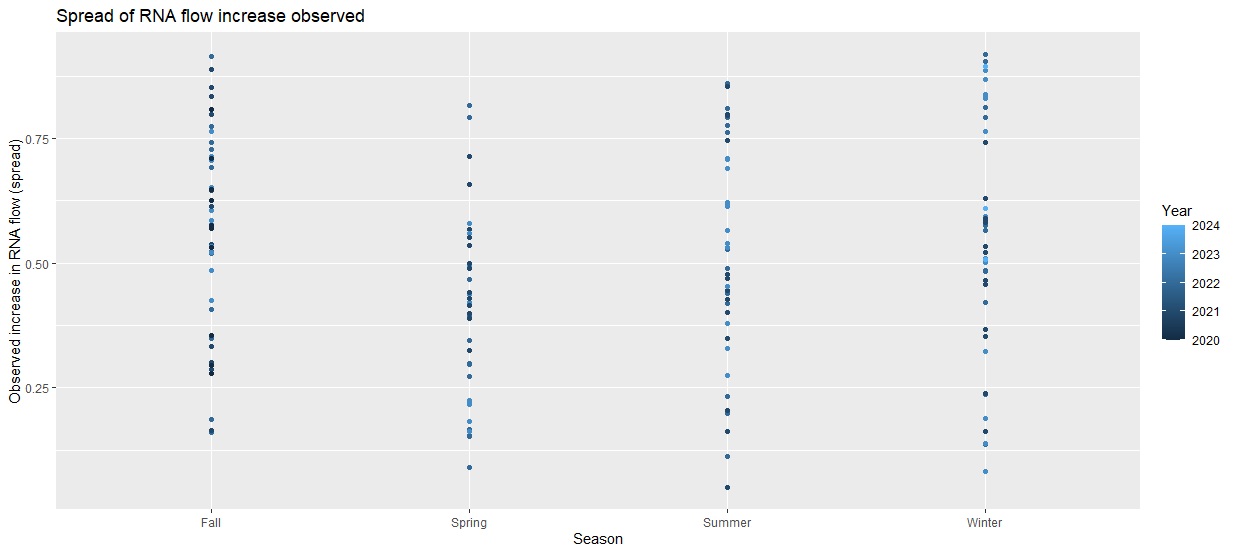 Spread of RNA flow increase observed
Observed increase in RNA flow (spread)
0.75
0.50
0.25
Fall Spring Summer Winter
Season
Year
2024
2023
2022
2021
2020